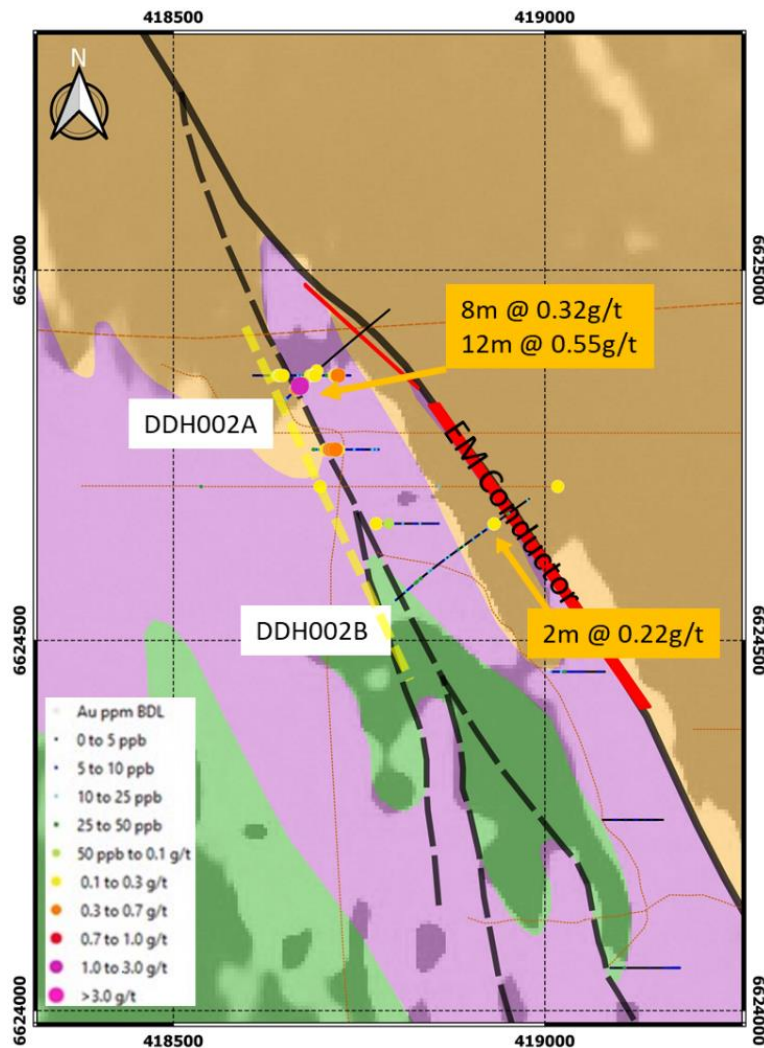 418500
419000
N
6625000
6625000
8m @ 0.32g/t
12m @ 0.55g/t
DDH002A
EM Conductor
DDH002B
2m @ 0.22g/t
6624500
6624500
Au ppm BDL
0 to 5 ppb
5 to 10 ppb
10 to 25 ppb
25 to 50 ppb
50 ppb to 0.1 g/t
0.1 to 0.3 g/t
0.3 to 0.7 g/t
0.7 to 1.0 g/t
1.0 to 3.0 g/t
>3.0 g/t
6624000
6624000
418500
419000